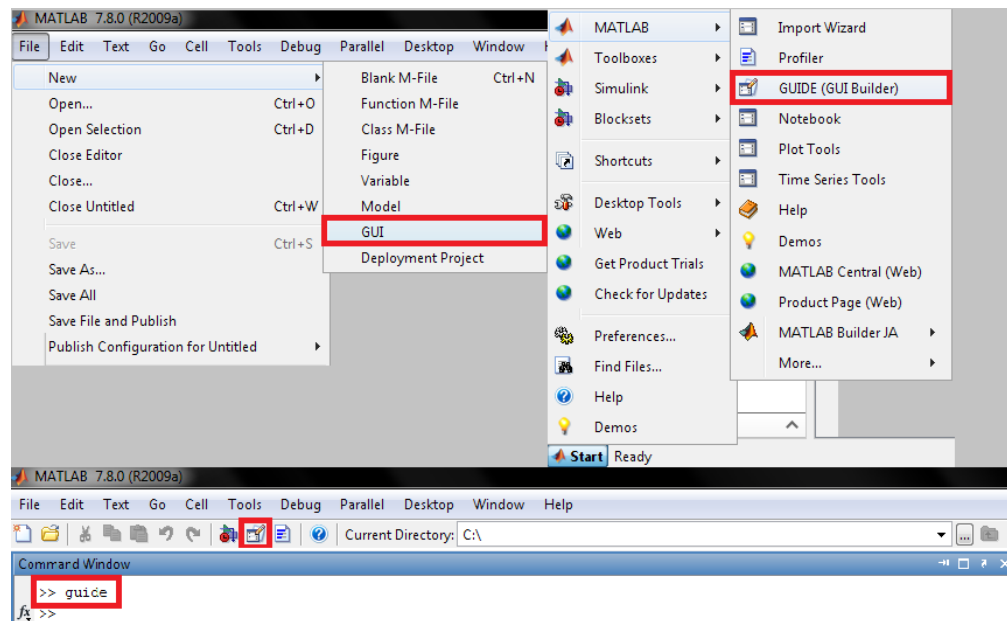 MATLAB 7.8.0 (R2009a)
File Edit Text Go Cell Tools Debug Parallel Desktop Window
New
Open... Ctrl+O
Open Selection Ctrl+D
Close Editor
Close...
Close Untitled Ctrl+W
Save Ctrl+S
Save As...
Save All
Save File and Publish
Publish Configuration for Untitled
Blank M-File Ctrl+N
Function M-File
Class M-File
Figure
Variable
Model
GUI
Deployment Project
MATLAB
Toolboxes
Simulink
Blocksets
Shortcuts
Desktop Tools
Web
Get Product Trials
Check for Updates
Preferences...
Find Files...
Help
Demos
Start Ready
Import Wizard
Profiler
GUIDE (GUI Builder)
Notebook
Plot Tools
Time Series Tools
Help
Demos
MATLAB Central (Web)
Product Page (Web)
MATLAB Builder JA
More...
MATLAB 7.8.0 (R2009a)
File Edit Text Go Cell Tools Debug Parallel Desktop Window Help
Current Directory: C:\
Command Window
>> guide
fx >>